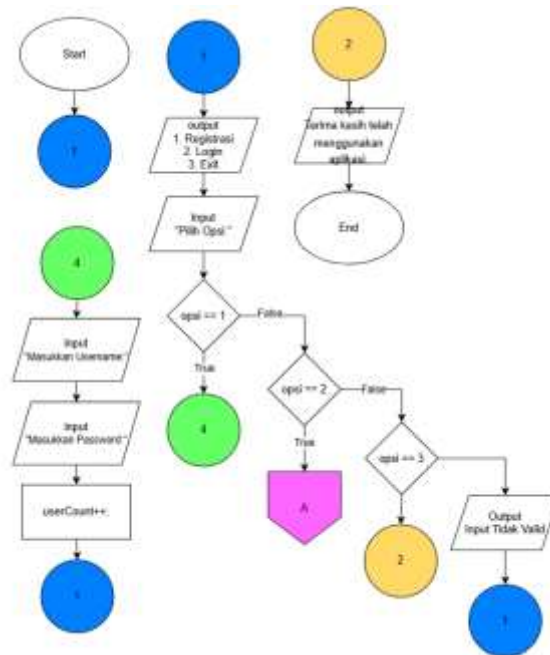 Start
1
1
output
1. Registrasi
2. Login
3. Exit
Input
"Pilih Opsi "
opsi == 1
False
True
4
opsi == 2
False
True
A
opsi == 3
2
Output
Input Tidak Valid
1
2
output
Terima kasih telah
menggunakan
aplikasi
End
4
Input
"Masukkan Username:"
Input
"Masukkan Password "
userCount++;
1